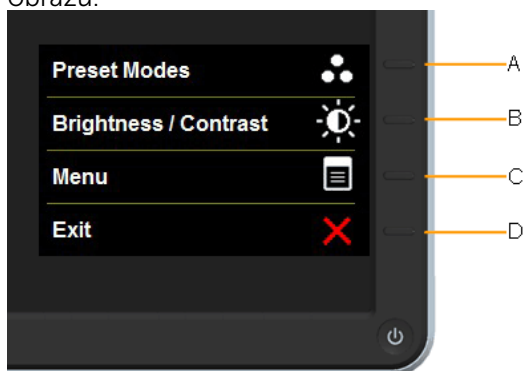 obrazu.
Preset Modes
A
Brightness / Contrast
B
Menu
C
Exit
D